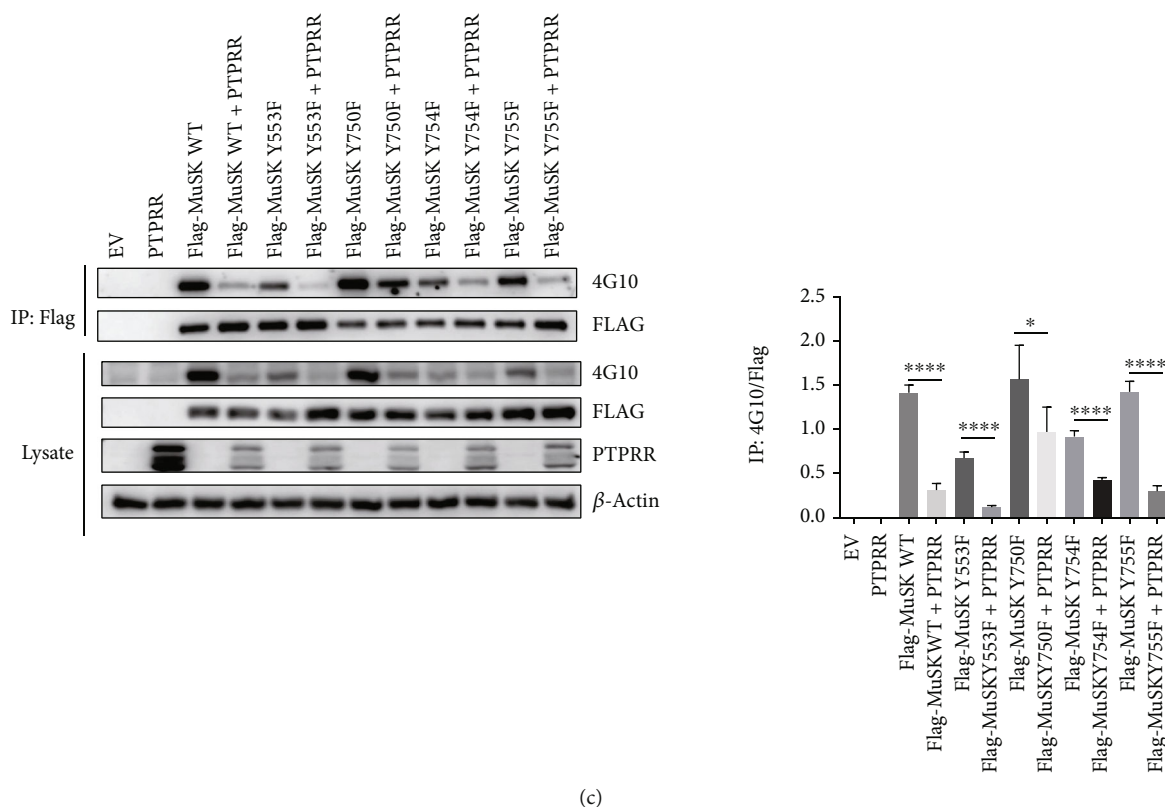 EV
PTPRR
Flag-MuSK WT
Flag-MuSK WT + PTPRR
Flag-MuSK Y553F
Flag-MuSK Y553F + PTPRR
Flag-MuSK Y750F
Flag-MuSK Y750F + PTPRR
Flag-MuSK Y754F
Flag-MuSK Y754F + PTPRR
Flag-MuSK Y755F
Flag-MuSK Y755F + PTPRR
IP: Flag
4G10
FLAG
Lysate
4G10
FLAG
PTPRR
β-Actin
IP: 4G10/Flag
2.5
2.0
1.5
1.0
0.5
0.0
****
****
*
****
****
EV
PTPRR
Flag-MuSK WT
Flag-MuSKWT + PTPRR
Flag-MuSK Y553F
Flag-MuSKY553F + PTPRR
Flag-MuSK Y750F
Flag-MuSKY750F + PTPRR
Flag-MuSK Y754F
Flag-MuSKY754F + PTPRR
Flag-MuSK Y755F
Flag-MuSKY755F + PTPRR
(c)